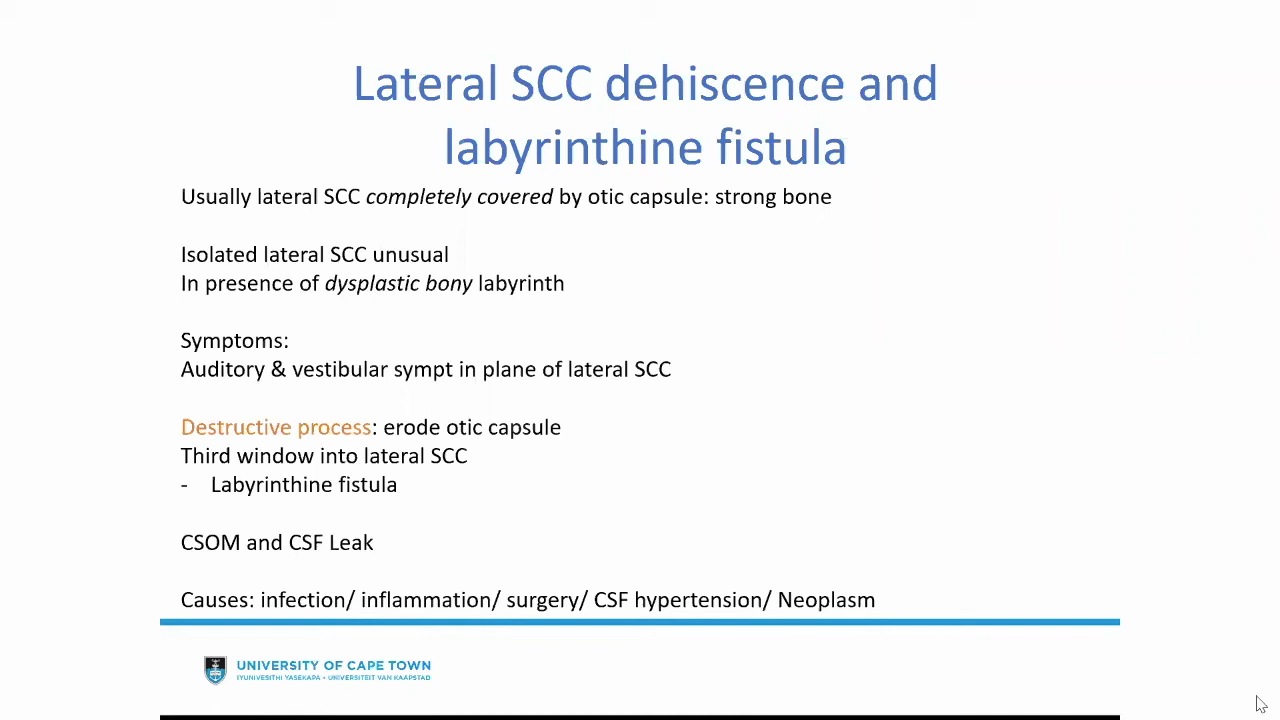 Lateral SCC dehiscence and
labyrinthine fistula
Usually lateral SCC completely covered by otic capsule: strong bone
Isolated lateral SCC unusual
In presence of dysplastic bony labyrinth
Symptoms:
Auditory & vestibular sympt in plane of lateral SCC
Destructive process: erode otic capsule
Third window into lateral SCC
- Labyrinthine fistula
CSOM and CSF Leak
Causes: infection/ inflammation/ surgery/ CSF hypertension/ Neoplasm
UNIVERSITY OF CAPE TOWN
IYUNIVESITHI YASEKAPA • UNIVERSITEIT VAN KAAPSTAD